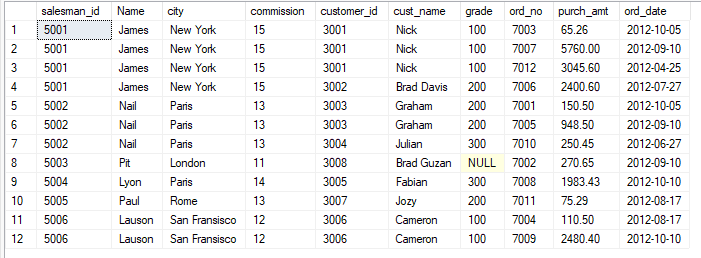 salesman_id Name city commission customer_id cust_name grade ord_no purch_amt ord_date
1 5001 James New York 15 3001 Nick 100 7003 65.26 2012-10-05
2 5001 James New York 15 3001 Nick 100 7007 5760.00 2012-09-10
3 5001 James New York 15 3001 Nick 100 7012 3045.60 2012-04-25
4 5001 James New York 15 3002 Brad Davis 200 7006 2400.60 2012-07-27
5 5002 Nail Paris 13 3003 Graham 200 7001 150.50 2012-10-05
6 5002 Nail Paris 13 3003 Graham 200 7005 948.50 2012-09-10
7 5002 Nail Paris 13 3004 Julian 300 7010 250.45 2012-06-27
8 5003 Pit London 11 3008 Brad Guzan NULL 7002 270.65 2012-09-10
9 5004 Lyon Paris 14 3005 Fabian 300 7008 1983.43 2012-10-10
10 5005 Paul Rome 13 3007 Jozy 200 7011 75.29 2012-08-17
11 5006 Lauson San Fransisco 12 3006 Cameron 100 7004 110.50 2012-08-17
12 5006 Lauson San Fransisco 12 3006 Cameron 100 7009 2480.40 2012-10-10